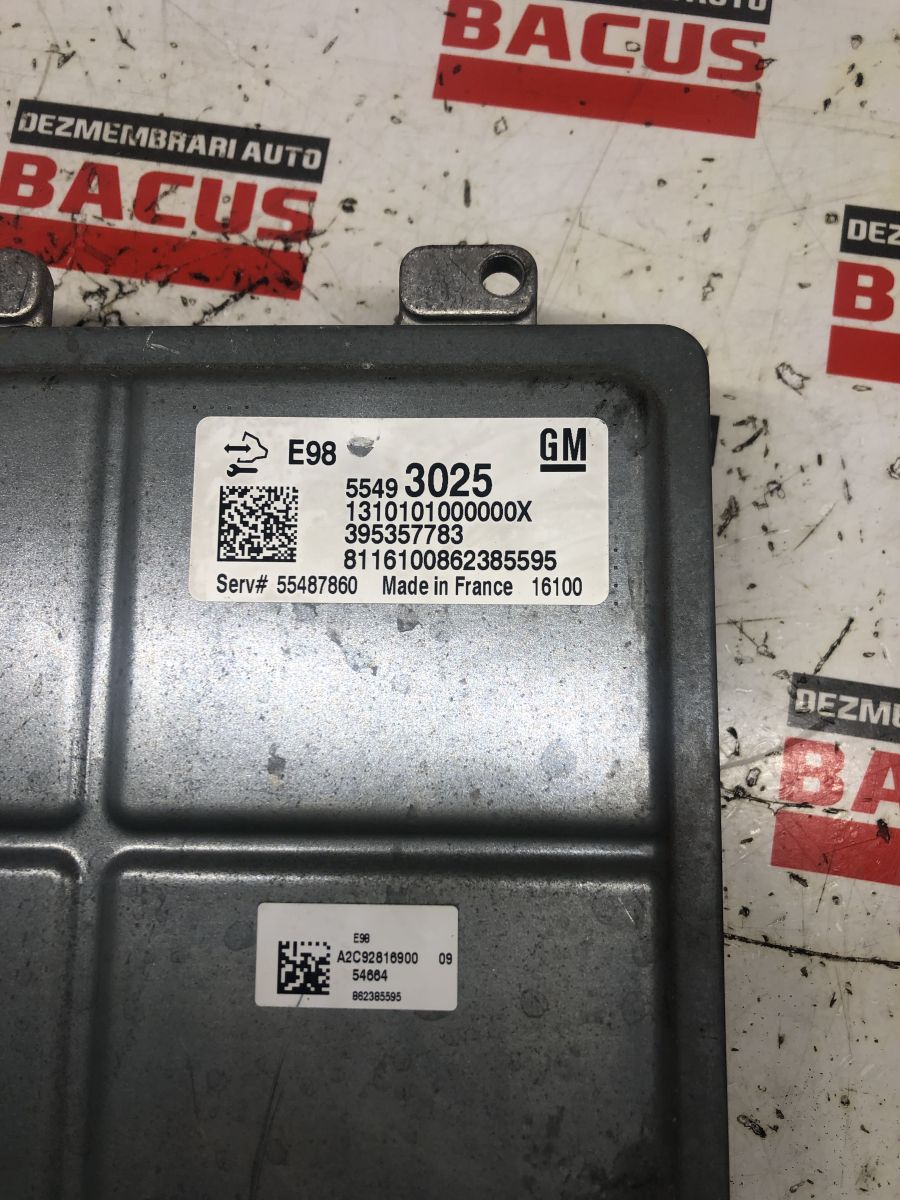 AUTO
BACUS
DEZMEMBRARI AUTO
BACUS
DEZ
B
E98
GM
5549 3025
1310101000000X
395357783
8116100862385595
Serv# 55487860 Made in France 16100
DEZM
BA
E98
A2C92816900 09
54664
862385595